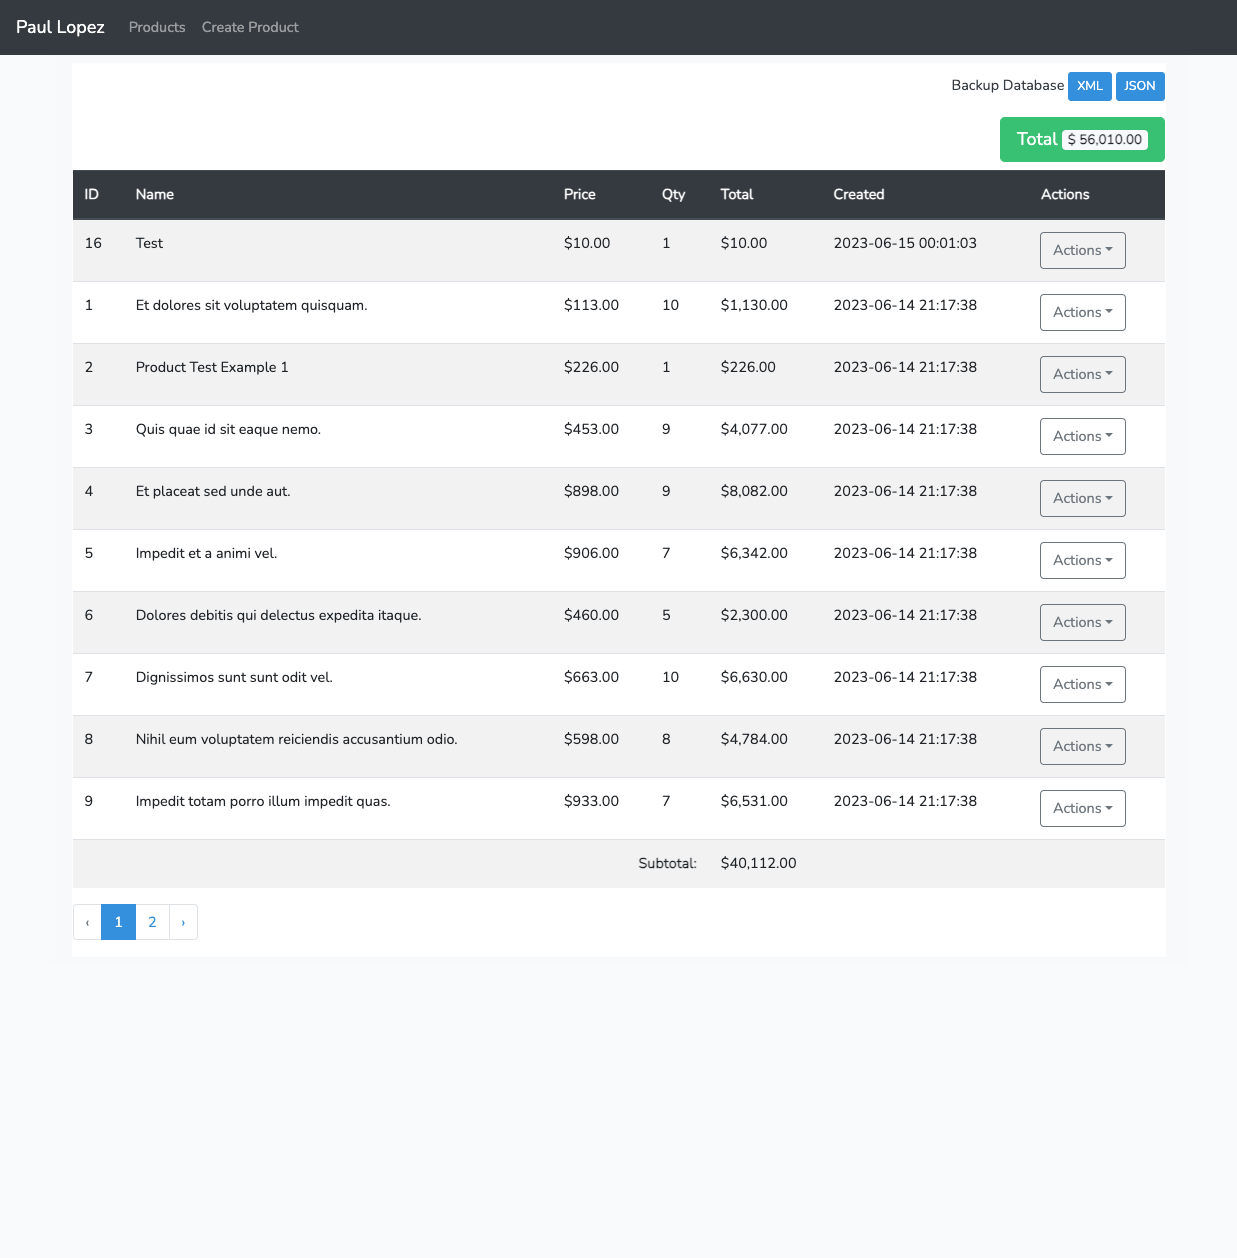 Paul Lopez Products Create Product
Backup Database XML JSON
Total $ 56,010.00
ID Name Price Qty Total Created Actions
16 Test $10.00 1 $10.00 2023-06-15 00:01:03 Actions
1 Et dolores sit voluptatem quisquam. $113.00 10 $1,130.00 2023-06-14 21:17:38 Actions
2 Product Test Example 1 $226.00 1 $226.00 2023-06-14 21:17:38 Actions
3 Quis quae id sit eaque nemo. $453.00 9 $4,077.00 2023-06-14 21:17:38 Actions
4 Et placeat sed unde aut. $898.00 9 $8,082.00 2023-06-14 21:17:38 Actions
5 Impedit et a animi vel. $906.00 7 $6,342.00 2023-06-14 21:17:38 Actions
6 Dolores debitis qui delectus expedita itaque. $460.00 5 $2,300.00 2023-06-14 21:17:38 Actions
7 Dignissimos sunt sunt odit vel. $663.00 10 $6,630.00 2023-06-14 21:17:38 Actions
8 Nihil eum voluptatem reiciendis accusantium odio. $598.00 8 $4,784.00 2023-06-14 21:17:38 Actions
9 Impedit totam porro illum impedit quas. $933.00 7 $6,531.00 2023-06-14 21:17:38 Actions
Subtotal: $40,112.00
‹ 1 2 ›